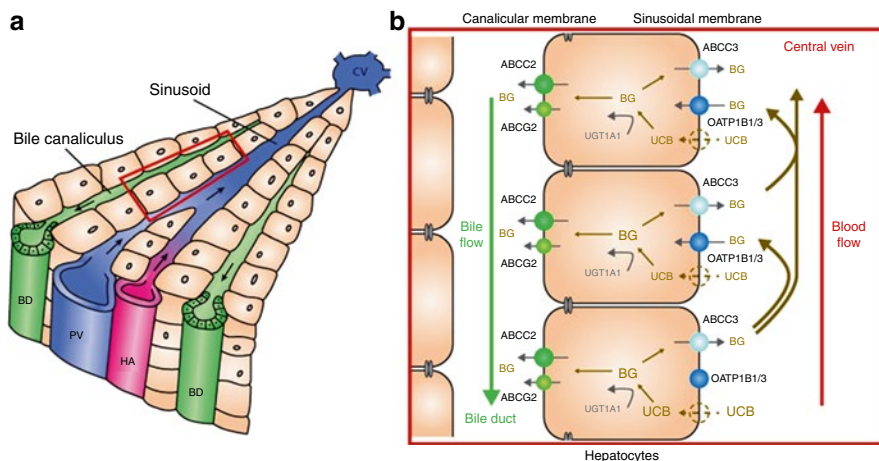 a
CV
Sinusoid
Bile canaliculus
BD
PV
HA
BD
b
Canalicular membrane
Sinusoidal membrane
Central vein
ABCC2
ABCC3
BG
BG
BG
BG
ABCG2
UGT1A1
OATP1B1/3
UCB
UCB
Bile
flow
Blood
flow
ABCC2
ABCC3
BG
BG
BG
BG
ABCG2
UGT1A1
OATP1B1/3
UCB
UCB
ABCC2
ABCC3
BG
BG
BG
OATP1B1/3
ABCG2
UGT1A1
UCB
UCB
Bile duct
Hepatocytes